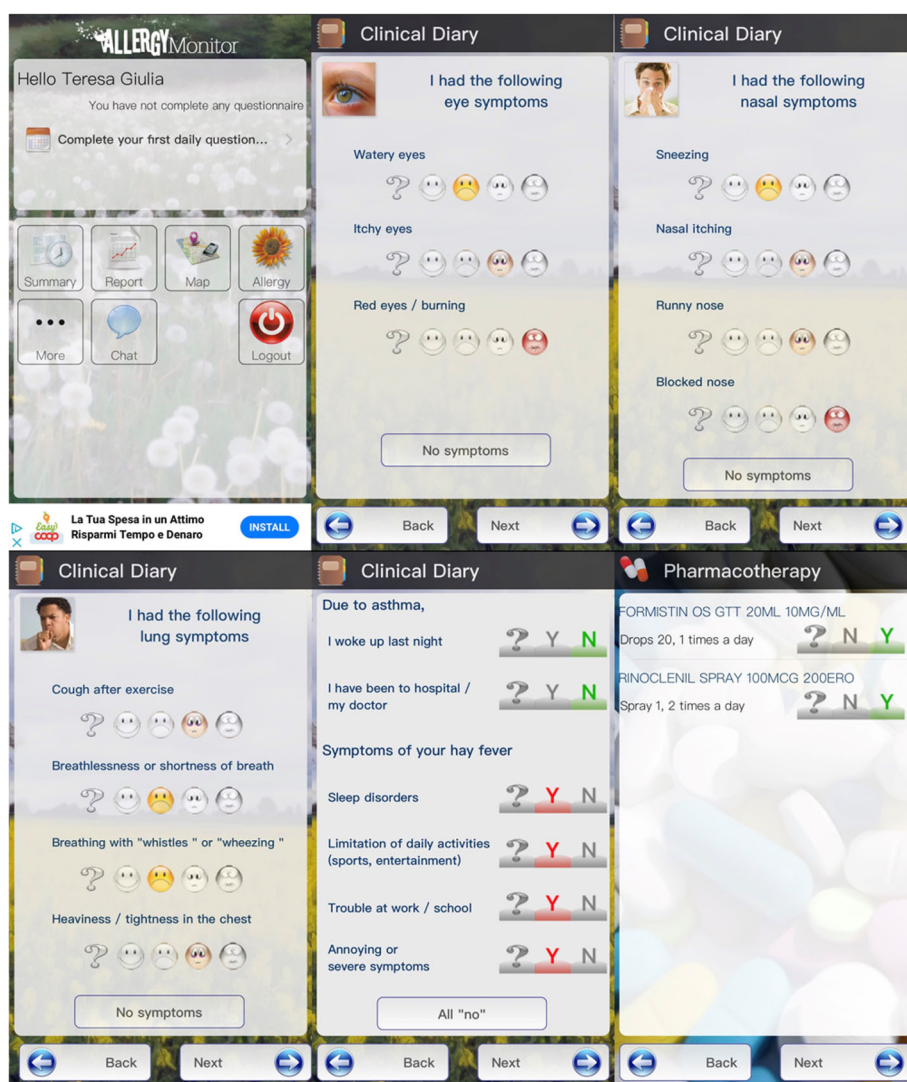 ALLERGYMonitor
Hello Teresa Giulia
You have not complete any questionnaire
Complete your first daily question...
Summary
Report
Map
Allergy
More
Chat
Logout
Easy
coop
La Tua Spesa in un Attimo
Risparmi Tempo e Denaro
INSTALL
Clinical Diary
I had the following
eye symptoms
Watery eyes
?
Itchy eyes
?
Red eyes / burning
?
No symptoms
Back
Next
Clinical Diary
I had the following
nasal symptoms
Sneezing
?
Nasal itching
?
Runny nose
?
Blocked nose
?
No symptoms
Back
Next
Clinical Diary
I had the following
lung symptoms
Cough after exercise
?
Breathlessness or shortness of breath
?
Breathing with "whistles " or "wheezing "
?
Heaviness / tightness in the chest
?
No symptoms
Back
Next
Clinical Diary
Due to asthma,
I woke up last night
? Y N
I have been to hospital /
my doctor
? Y N
Symptoms of your hay fever
Sleep disorders
? Y N
Limitation of daily activities
(sports, entertainment)
? Y N
Trouble at work / school
? Y N
Annoying or
severe symptoms
? Y N
All "no"
Back
Next
Pharmacotherapy
FORMISTIN OS GTT 20ML 10MG/ML
Drops 20, 1 times a day
? N Y
RINOCLENIL SPRAY 100MCG 200ERO
Spray 1, 2 times a day
? N Y
Back
Next